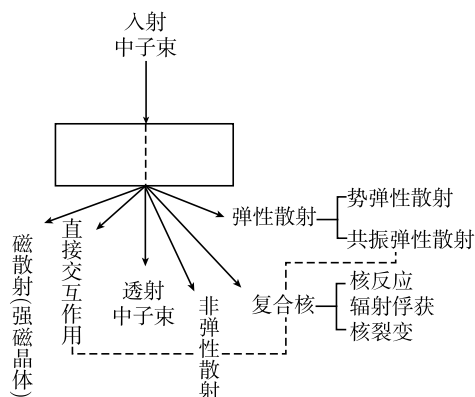 入射
中子束
弹性散射
势弹性散射
共振弹性散射
磁散射(强磁晶体)
直接交互作用
透射
中子束
非弹性散射
复合核
核反应
辐射俘获
核裂变